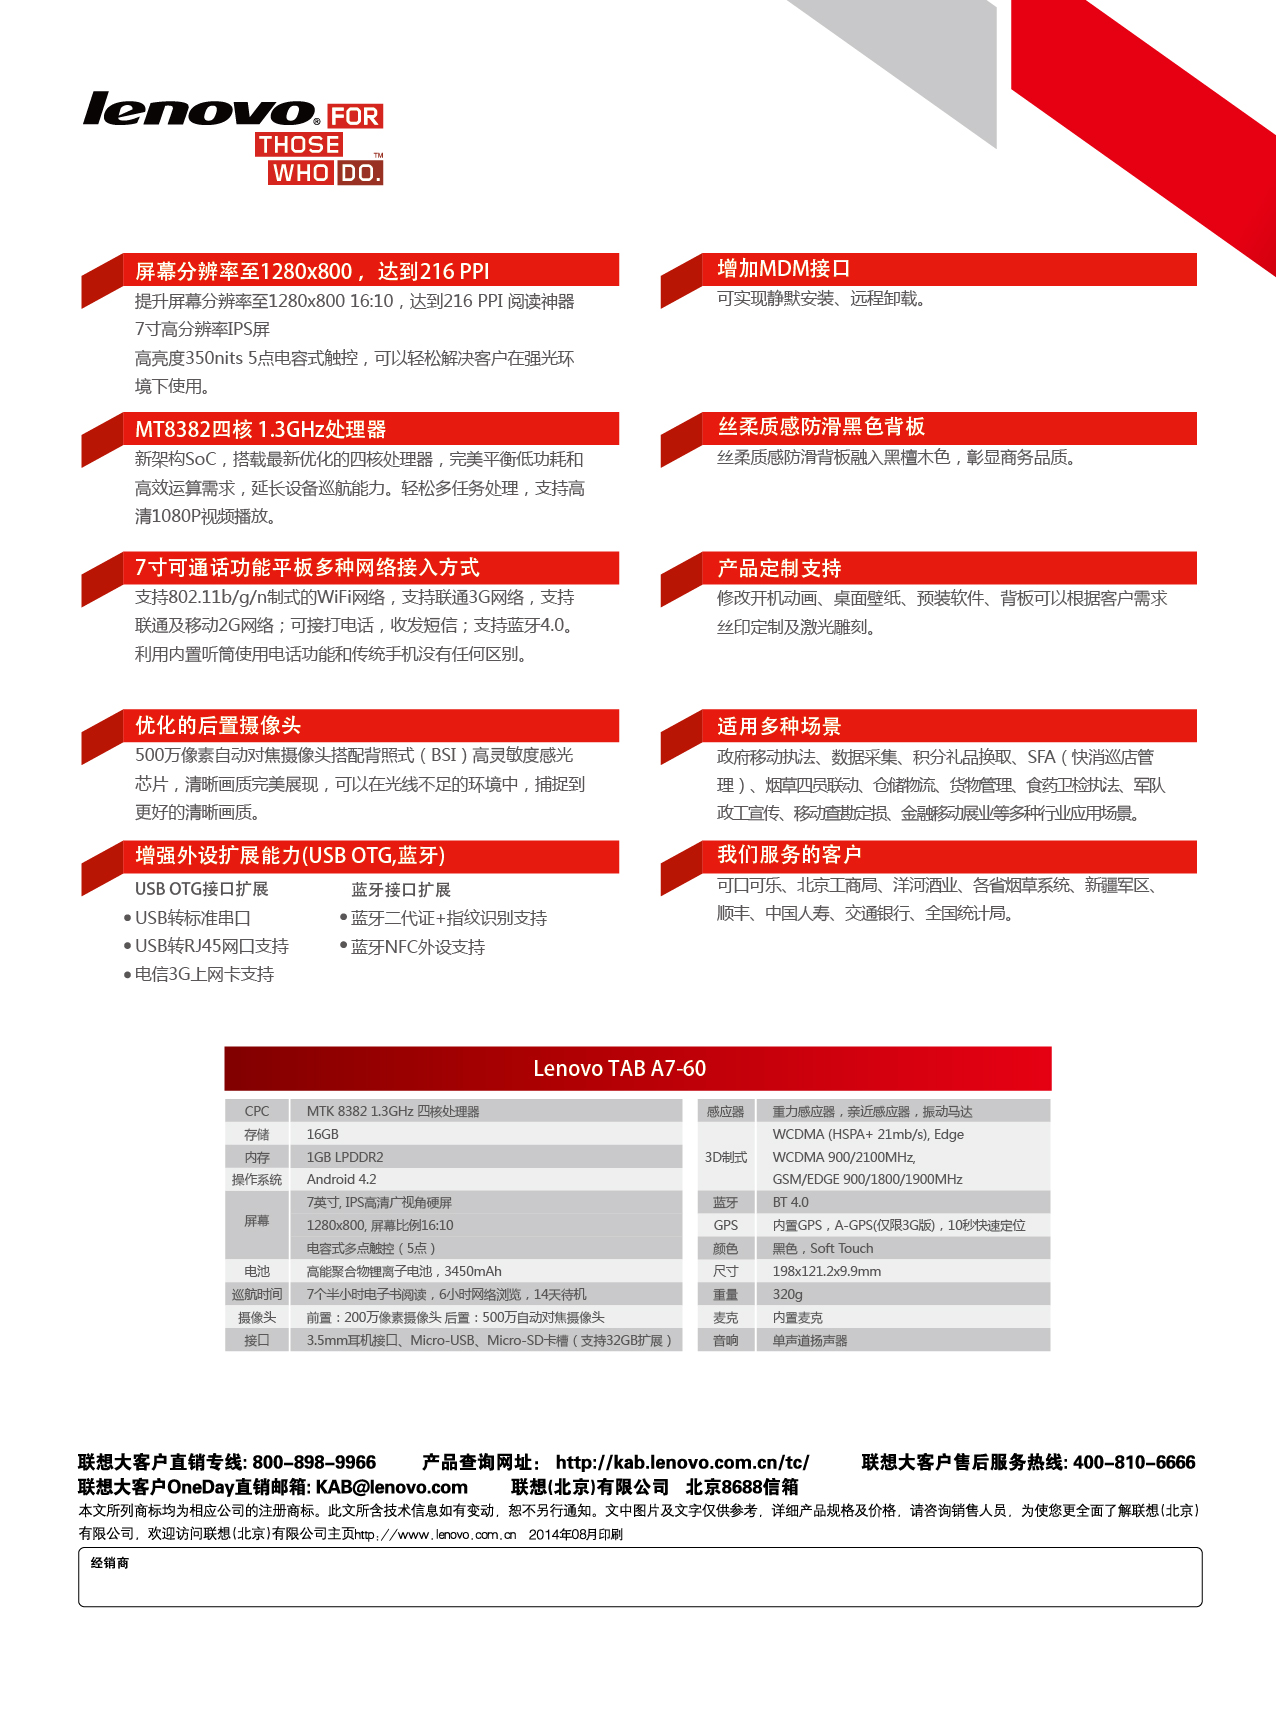 lenovo® FOR
THOSE
WHO DO.™
屏幕分辨率至1280x800，达到216 PPI
提升屏幕分辨率至1280x800 16:10，达到216 PPI 阅读神器
7寸高分辨率IPS屏
高亮度350nits 5点电容式触控，可以轻松解决客户在强光环
境下使用。
MT8382四核 1.3GHz处理器
新架构SoC，搭载最新优化的四核处理器，完美平衡低功耗和
高效运算需求，延长设备巡航能力。轻松多任务处理，支持高
清1080P视频播放。
7寸可通话功能平板多种网络接入方式
支持802.11b/g/n制式的WiFi网络，支持联通3G网络，支持
联通及移动2G网络；可接打电话，收发短信；支持蓝牙4.0。
利用内置听筒使用电话功能和传统手机没有任何区别。
优化的后置摄像头
500万像素自动对焦摄像头搭配背照式（BSI）高灵敏度感光
芯片，清晰画质完美展现，可以在光线不足的环境中，捕捉到
更好的清晰画质。
增强外设扩展能力(USB OTG,蓝牙)
USB OTG接口扩展
●USB转标准串口
●USB转RJ45网口支持
●电信3G上网卡支持
蓝牙接口扩展
●蓝牙二代证+指纹识别支持
●蓝牙NFC外设支持
增加MDM接口
可实现静默安装、远程卸载。
丝柔质感防滑黑色背板
丝柔质感防滑背板融入黑檀木色，彰显商务品质。
产品定制支持
修改开机动画、桌面壁纸、预装软件、背板可以根据客户需求
丝印定制及激光雕刻。
适用多种场景
政府移动执法、数据采集、积分礼品换取、SFA（快消巡店管
理）、烟草四员联动、仓储物流、货物管理、食药卫检执法、军队
政工宣传、移动查勘定损、金融移动展业等多种行业应用场景。
我们服务的客户
可口可乐、北京工商局、洋河酒业、各省烟草系统、新疆军区、
顺丰、中国人寿、交通银行、全国统计局。
Lenovo TAB A7-60
CPC MTK 8382 1.3GHz 四核处理器
存储 16GB
内存 1GB LPDDR2
操作系统 Android 4.2
屏幕 7英寸, IPS高清广视角硬屏
1280x800, 屏幕比例16:10
电容式多点触控（5点）
电池 高能聚合物锂离子电池，3450mAh
巡航时间 7个半小时电子书阅读，6小时网络浏览，14天待机
摄像头 前置：200万像素摄像头 后置：500万自动对焦摄像头
接口 3.5mm耳机接口、Micro-USB、Micro-SD卡槽（支持32GB扩展）
感应器 重力感应器，亲近感应器，振动马达
3D制式 WCDMA (HSPA+ 21mb/s), Edge
WCDMA 900/2100MHz,
GSM/EDGE 900/1800/1900MHz
蓝牙 BT 4.0
GPS 内置GPS，A-GPS(仅限3G版)，10秒快速定位
颜色 黑色，Soft Touch
尺寸 198x121.2x9.9mm
重量 320g
麦克 内置麦克
音响 单声道扬声器
联想大客户直销专线: 800-898-9966 产品查询网址： http://kab.lenovo.com.cn/tc/ 联想大客户售后服务热线: 400-810-6666
联想大客户OneDay直销邮箱: KAB@lenovo.com 联想(北京)有限公司 北京8688信箱
本文所列商标均为相应公司的注册商标。此文所含技术信息如有变动，恕不另行通知。文中图片及文字仅供参考，详细产品规格及价格，请咨询销售人员，为使您更全面了解联想(北京)
有限公司，欢迎访问联想(北京)有限公司主页http://www.lenovo.com.cn 2014年08月印刷
经销商